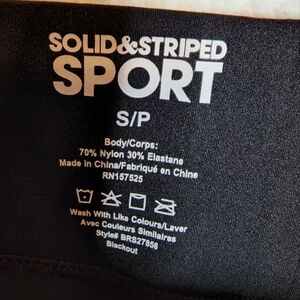 SOLID&STRIPED
SPORT
S/P
Body/Corps:
70% Nylon 30% Elastane
Made in China/Fabriqué en Chine
RN157525
Wash With Like Colours/Laver
Avec Couleurs Similaires
Style# BRS27858
Blackout